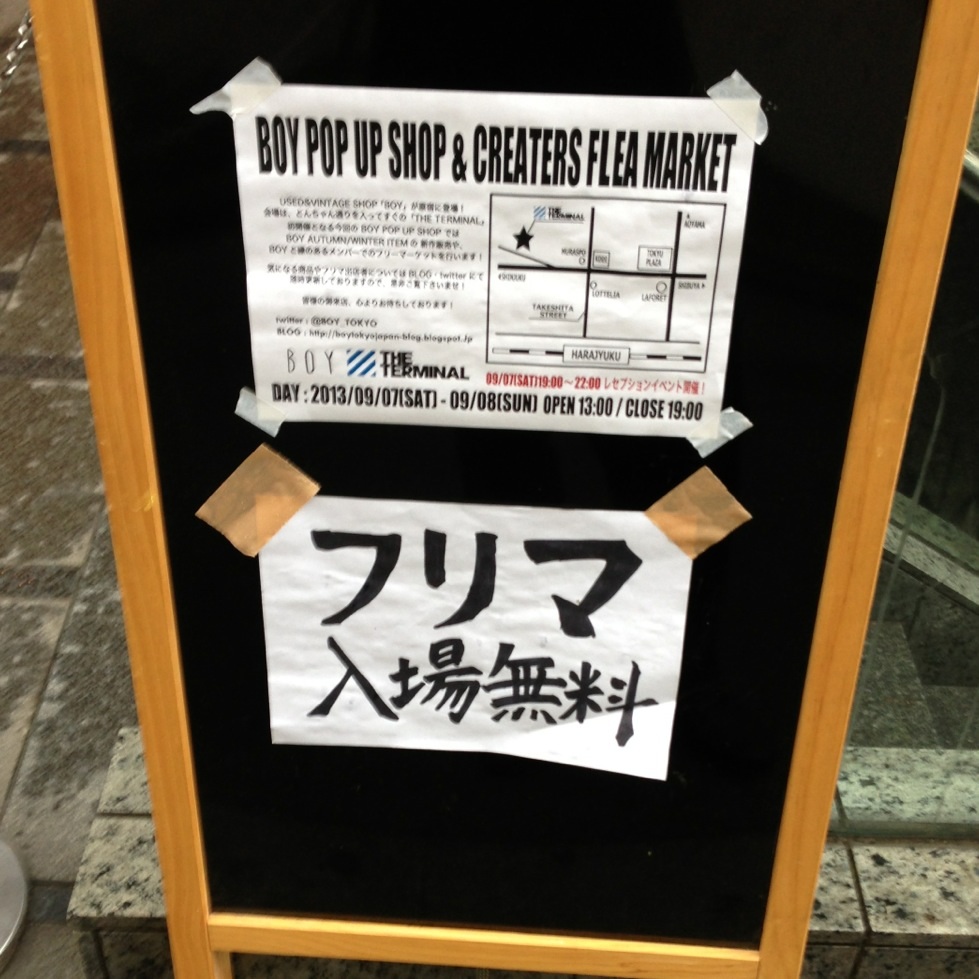 BOY POP UP SHOP & CREATERS FLEA MARKET
USED&VINTAGE SHOP「BOY」が原宿に登場！
会場は、とんちゃん通りを入ってすぐの「THE TERMINAL」
初開催となる今回の BOY POP UP SHOP では
BOY AUTUMN/WINTER ITEM の 新作販売や、
BOY と縁のあるメンバーでのフリーマーケットを行います！
気になる商品やフリマ出店者については BLOG・twitter にて
随時更新しておりますので、是非ご覧下さいませ！
皆様の御来店、心よりお待ちしております！
twitter : @BOY_TOKYO
BLOG : http://boytokyojapan-blog.blogspot.jp
BOY THE TERMINAL
THE TERMINAL
AOYAMA
MURASPO
TOKYU PLAZA
LOTTELIA
LAFORET
SHIBUYA
TAKESHITA STREET
HARAJYUKU
09/07(SAT)19:00～22:00 レセプションイベント開催！
DAY : 2013/09/07(SAT) - 09/08(SUN) OPEN 13:00 / CLOSE 19:00
フリマ
入場無料